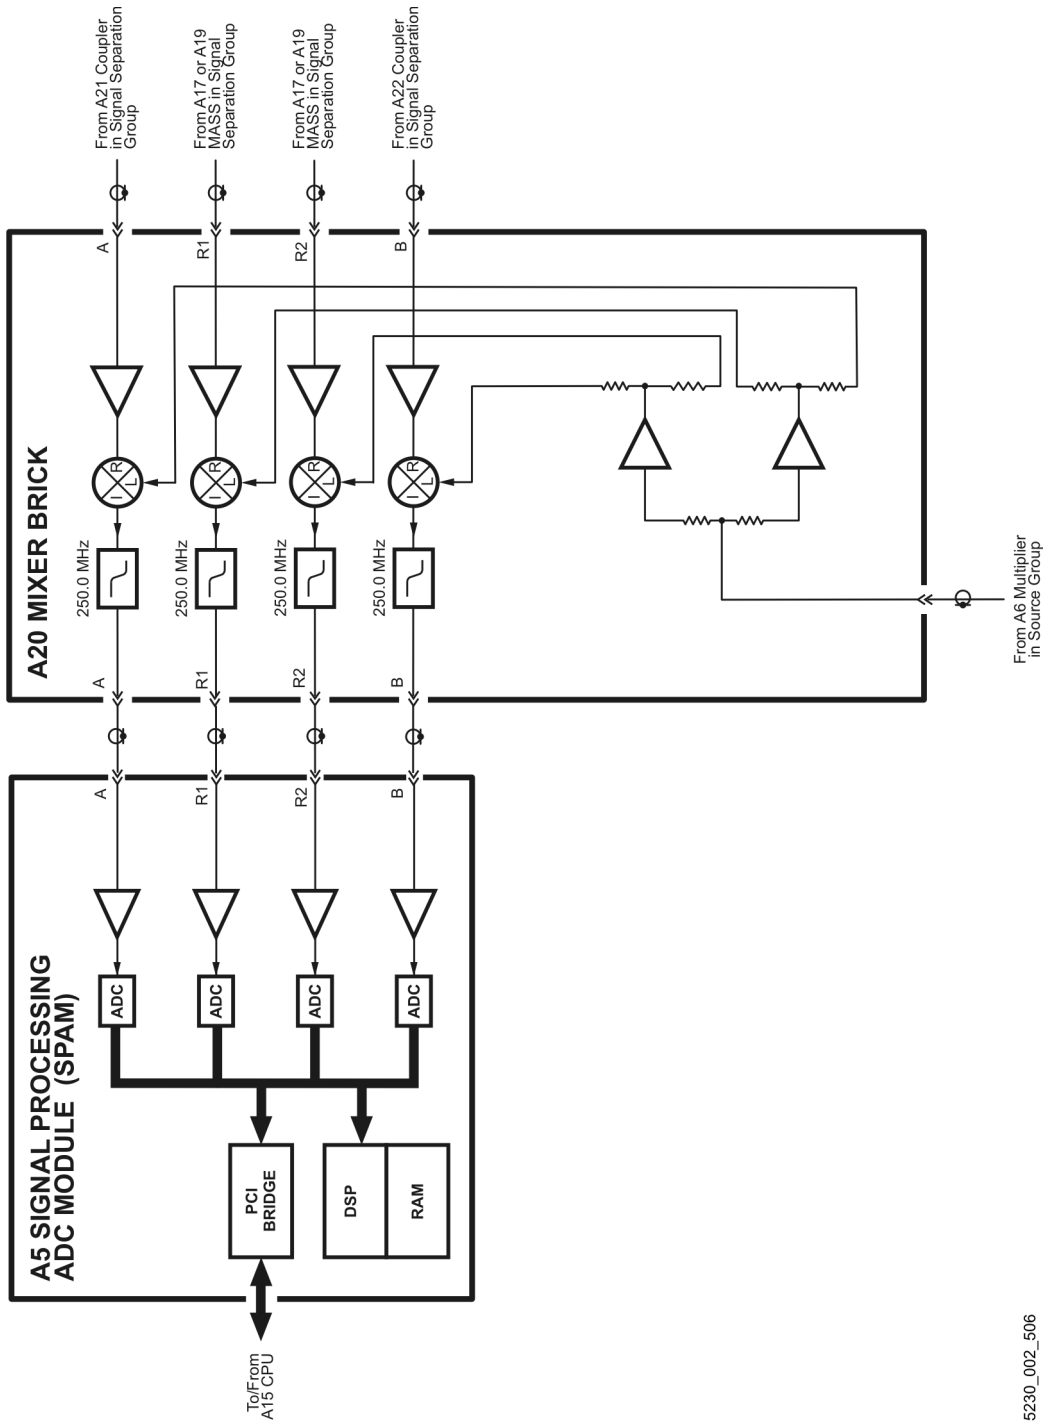 From A21 Coupler
in Signal Separation
Group
From A17 or A19
MASS in Signal
Separation Group
From A17 or A19
MASS in Signal
Separation Group
From A22 Coupler
in Signal Separation
Group
A
R1
R2
B
A20 MIXER BRICK
R
L
I
R
L
I
R
L
I
R
L
I
250.0 MHz
250.0 MHz
250.0 MHz
250.0 MHz
From A6 Multiplier
in Source Group
A
R1
R2
B
A
R1
R2
B
A5 SIGNAL PROCESSING
ADC MODULE (SPAM)
ADC
ADC
ADC
ADC
PCI
BRIDGE
DSP
RAM
To/From
A15 CPU
5230_002_506